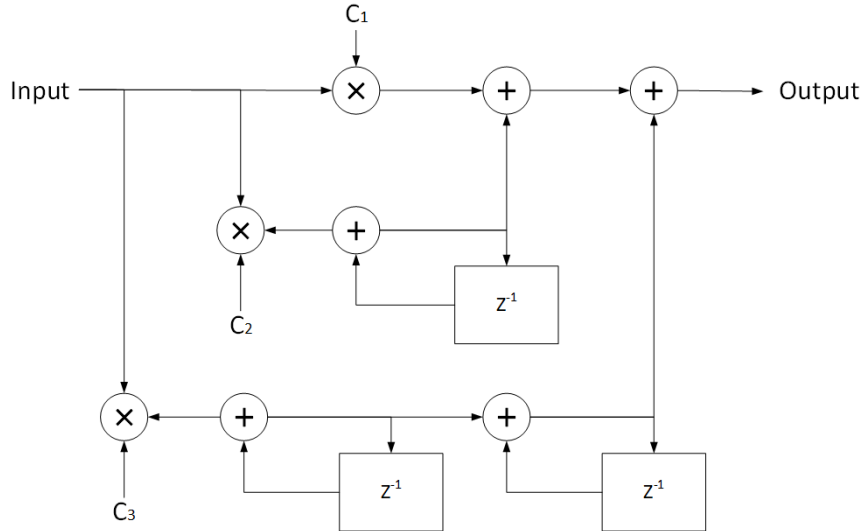 C₁
Input × + + Output
× +
Z⁻¹
C₂
× + +
Z⁻¹ Z⁻¹
C₃